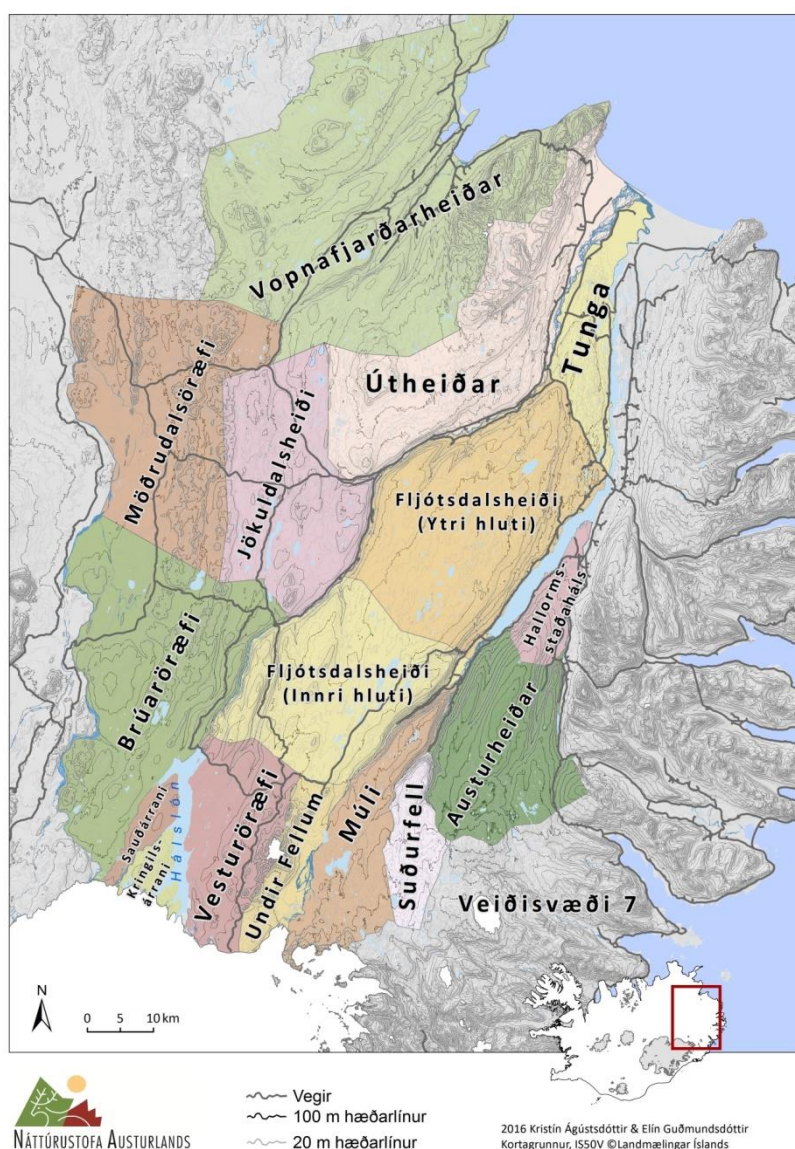 Vopnafjarðarheiðar
Tunga
Útheiðar
Möðrudalsöræfi
Jökuldalsheiði
Fljótsdalsheiði
(Ytri hluti)
Hallorms-
staðaháls
Brúaröræfi
Fljótsdalsheiði
(Innri hluti)
Austurheiðar
Sauðárrani
Kringils-
árrani
Hálslón
Vesturöræfi
Undir Fellum
Múli
Suðurfell
Veiðisvæði 7
N
0 5 10 km
NÁTTÚRUSTOFA AUSTURLANDS
Vegir
100 m hæðarlínur
20 m hæðarlínur
2016 Kristín Ágústsdóttir & Elín Guðmundsdóttir
Kortagrunnur, IS50V ©Landmælingar Íslands